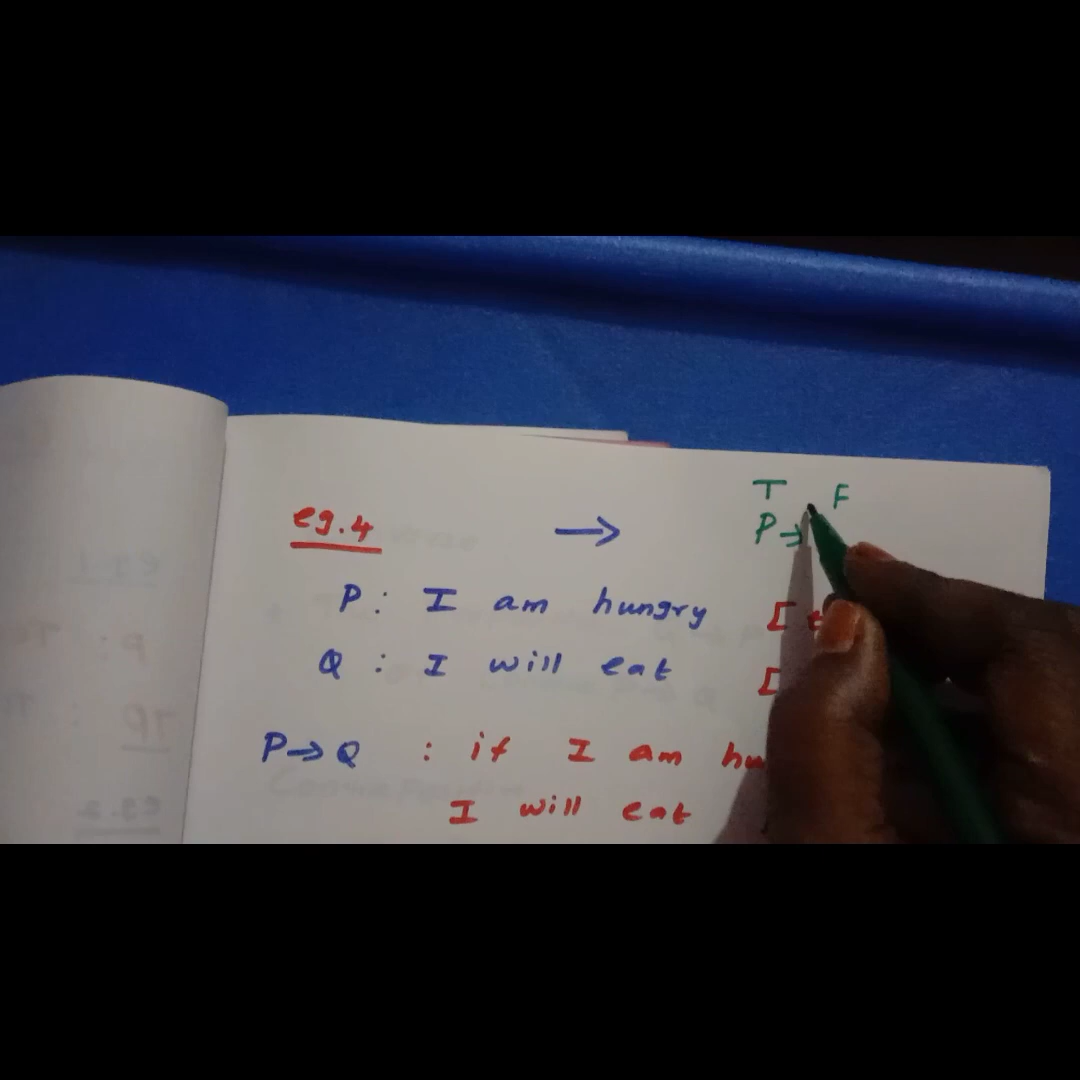 T F
eg.4 → P →
P : I am hungry [
Q : I will eat [
P → Q : if I am
I will eat